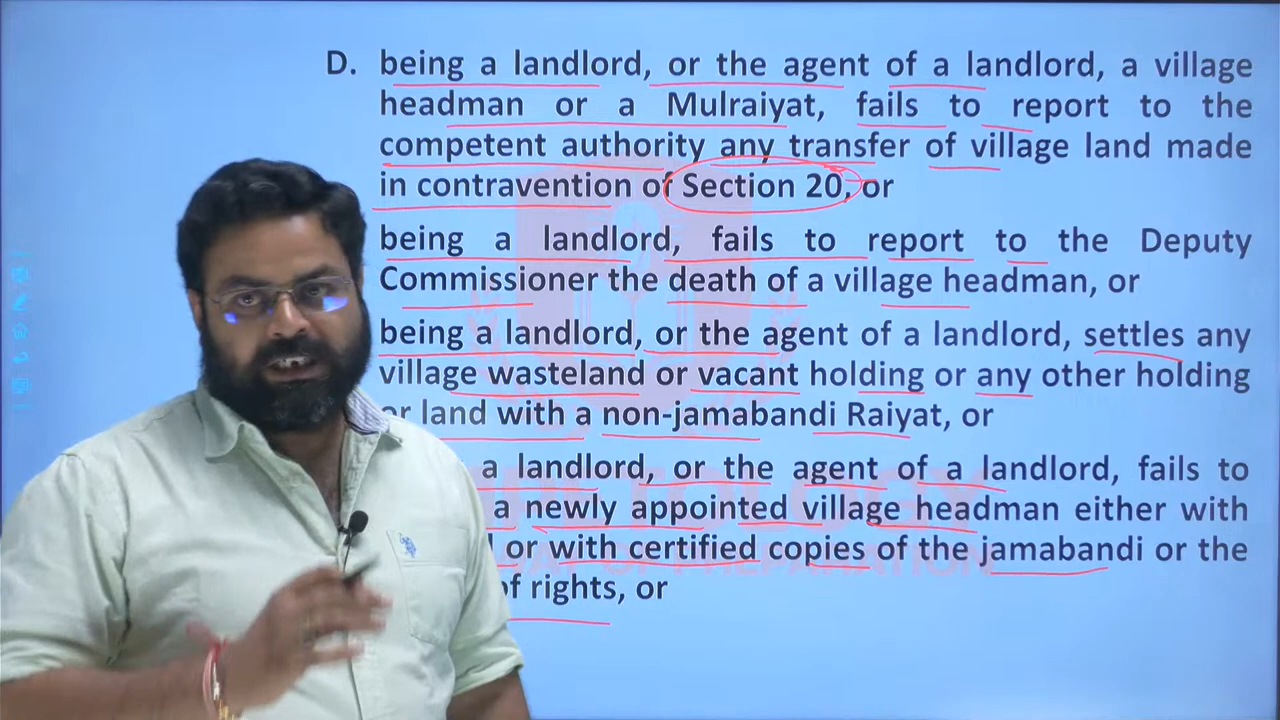 D. being a landlord, or the agent of a landlord, a village
headman or a Mulraiyat, fails to report to the
competent authority any transfer of village land made
in contravention of Section 20, or
being a landlord, fails to report to the Deputy
Commissioner the death of a village headman, or
being a landlord, or the agent of a landlord, settles any
village wasteland or vacant holding or any other holding
or land with a non-jamabandi Raiyat, or
a landlord, or the agent of a landlord, fails to
a newly appointed village headman either with
or with certified copies of the jamabandi or the
of rights, or